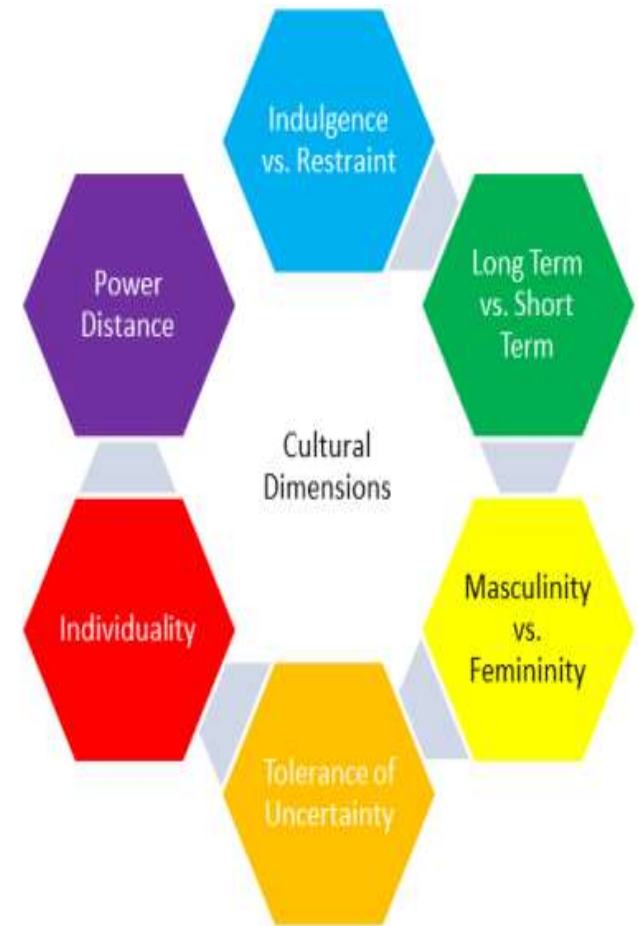 Indulgence
vs. Restraint
Long Term
vs. Short
Term
Masculinity
vs.
Femininity
Tolerance of
Uncertainty
Individuality
Power
Distance
Cultural
Dimensions